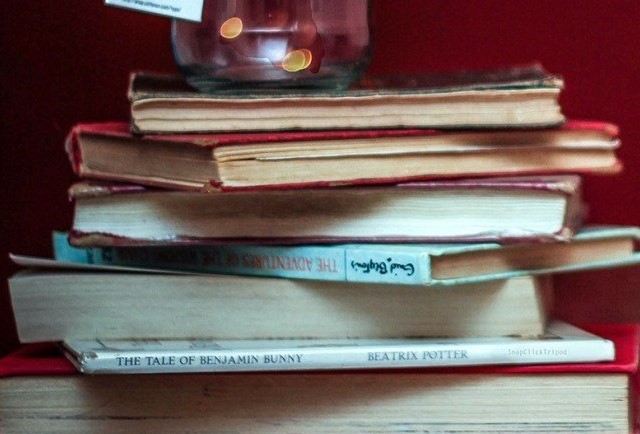 Enid Blyton's
THE ADVENTURES OF THE
THE TALE OF BENJAMIN BUNNY BEATRIX POTTER SnapClickTripod